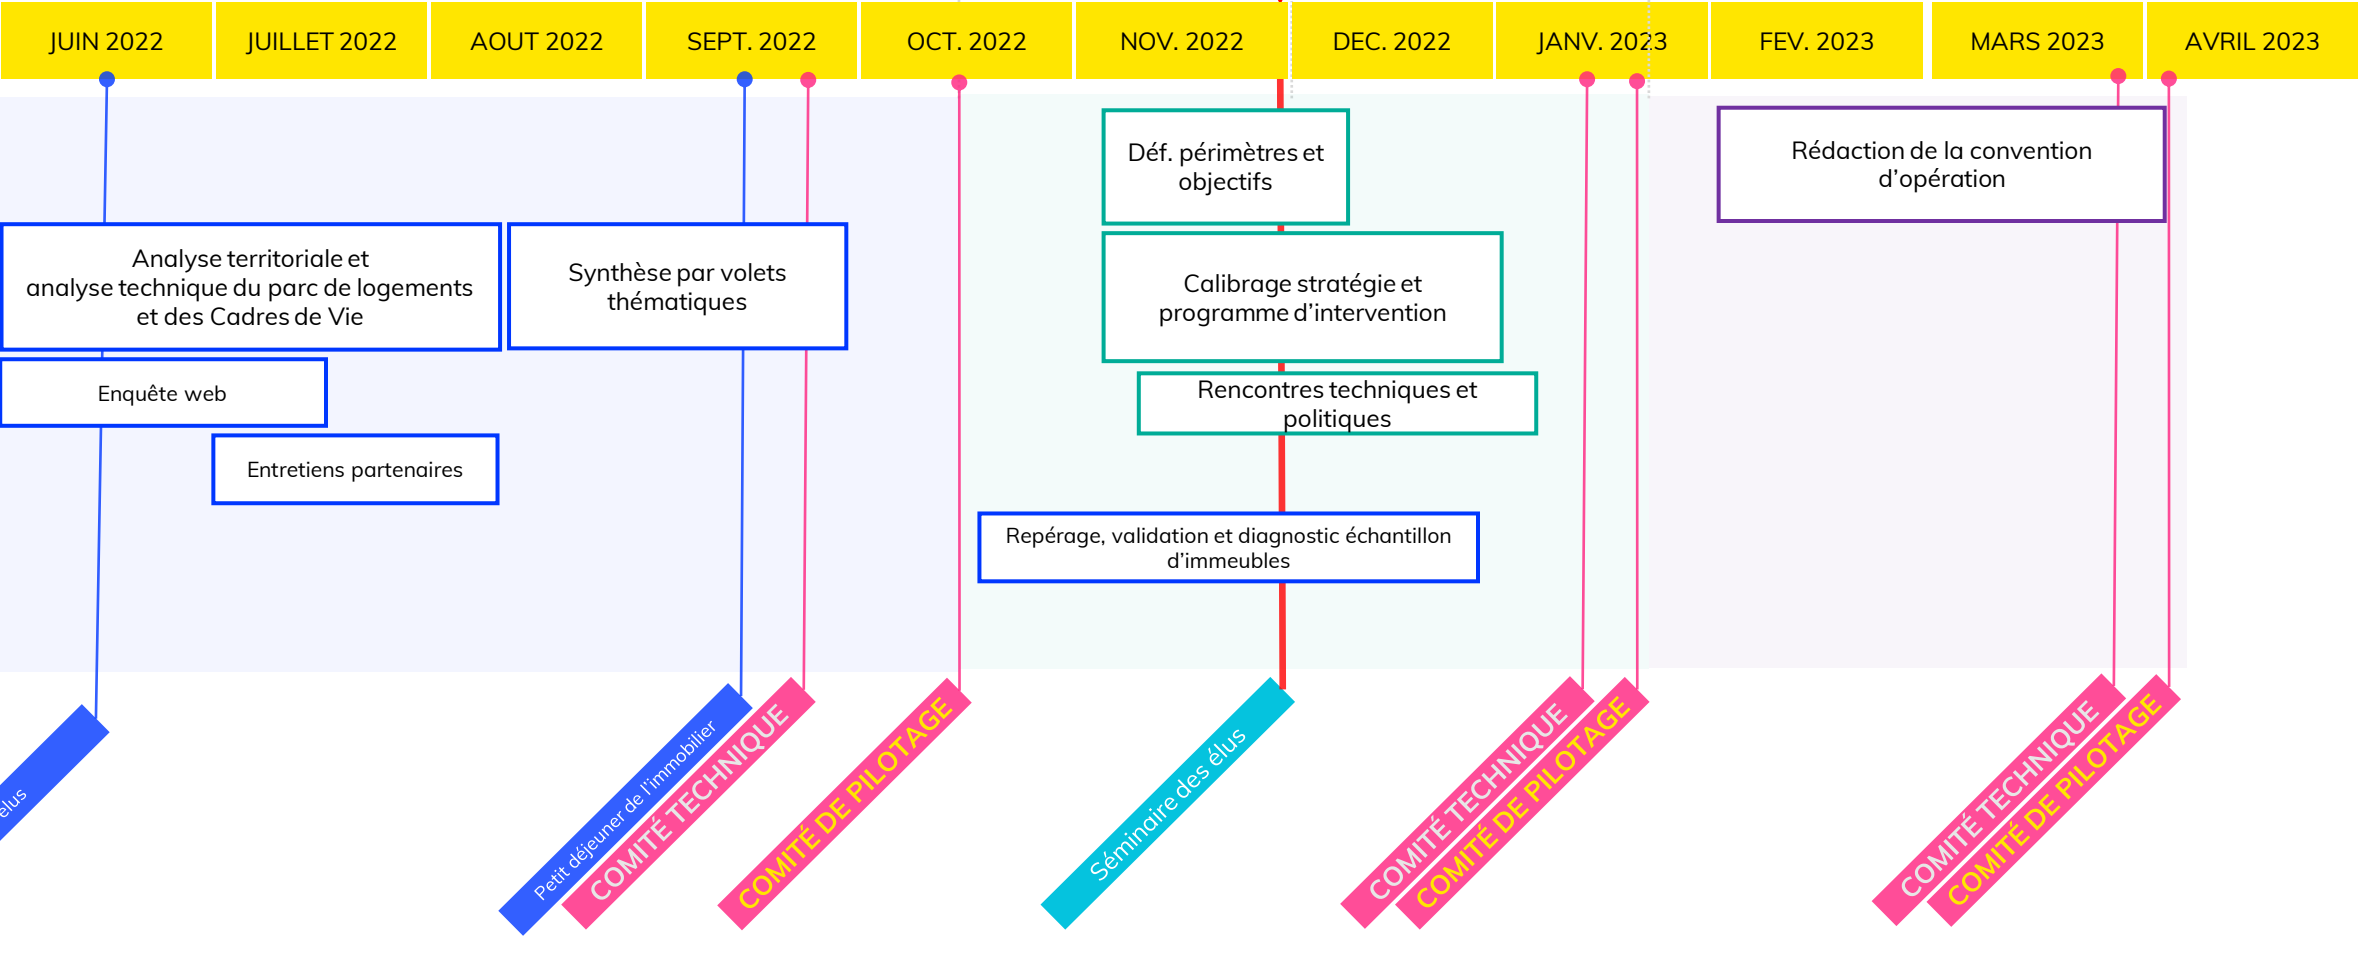 JUIN 2022
JUILLET 2022
AOUT 2022
SEPT. 2022
OCT. 2022
NOV. 2022
DEC. 2022
JANV. 2023
FEV. 2023
MARS 2023
AVRIL 2023
Déf. périmètres et
objectifs
Rédaction de la convention
d’opération
Analyse territoriale et
analyse technique du parc de logements
et des Cadres de Vie
Synthèse par volets
thématiques
Calibrage stratégie et
programme d’intervention
Enquête web
Rencontres techniques et
politiques
Entretiens partenaires
Repérage, validation et diagnostic échantillon
d’immeubles
élus
Petit déjeuner de l’immobilier
COMITÉ TECHNIQUE
COMITÉ DE PILOTAGE
Séminaire des élus
COMITÉ TECHNIQUE
COMITÉ DE PILOTAGE
COMITÉ TECHNIQUE
COMITÉ DE PILOTAGE